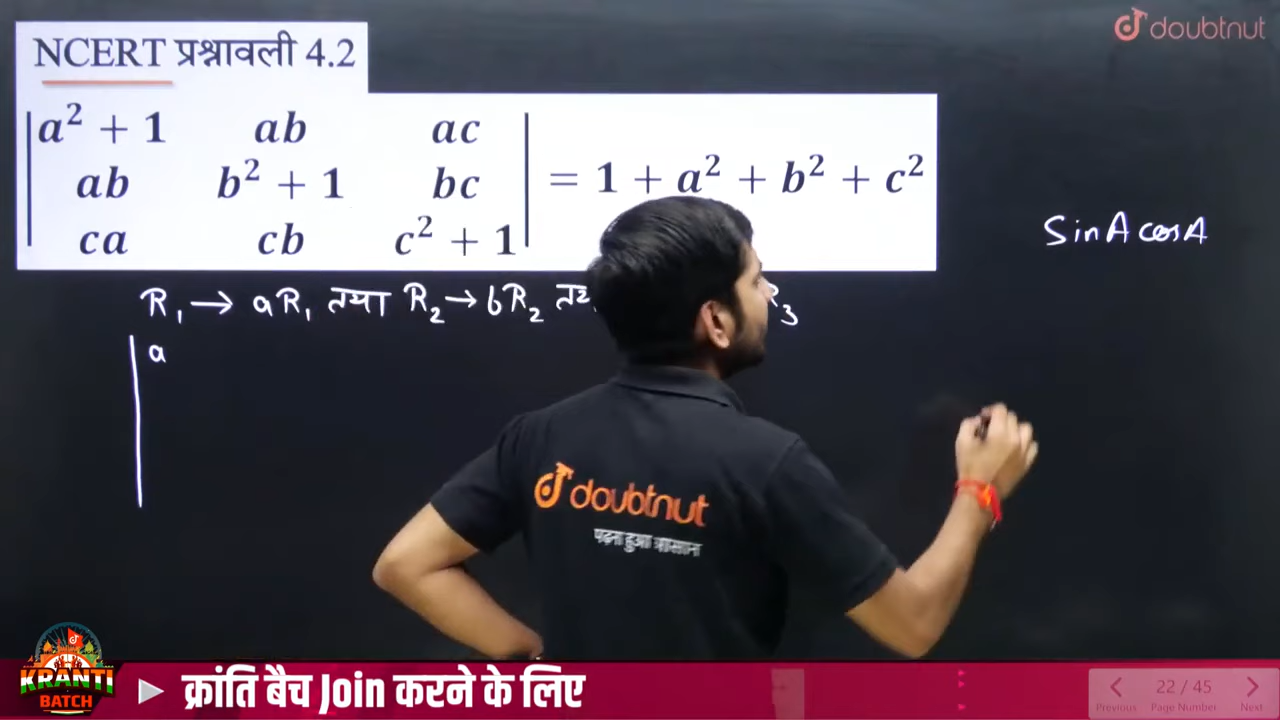 doubtnut
NCERT प्रश्नावली 4.2
| a² + 1 ab ac |
| ab b² + 1 bc | = 1 + a² + b² + c²
| ca cb c² + 1 |
Sin A cos A
R₁ → aR₁ तथा R₂ → bR₂ R₃
| a
doubtnut
पढ़ना हुआ आसान
KRANTI
BATCH
क्रांति बैच Join करने के लिए
22 / 45
Previous Page Number Next